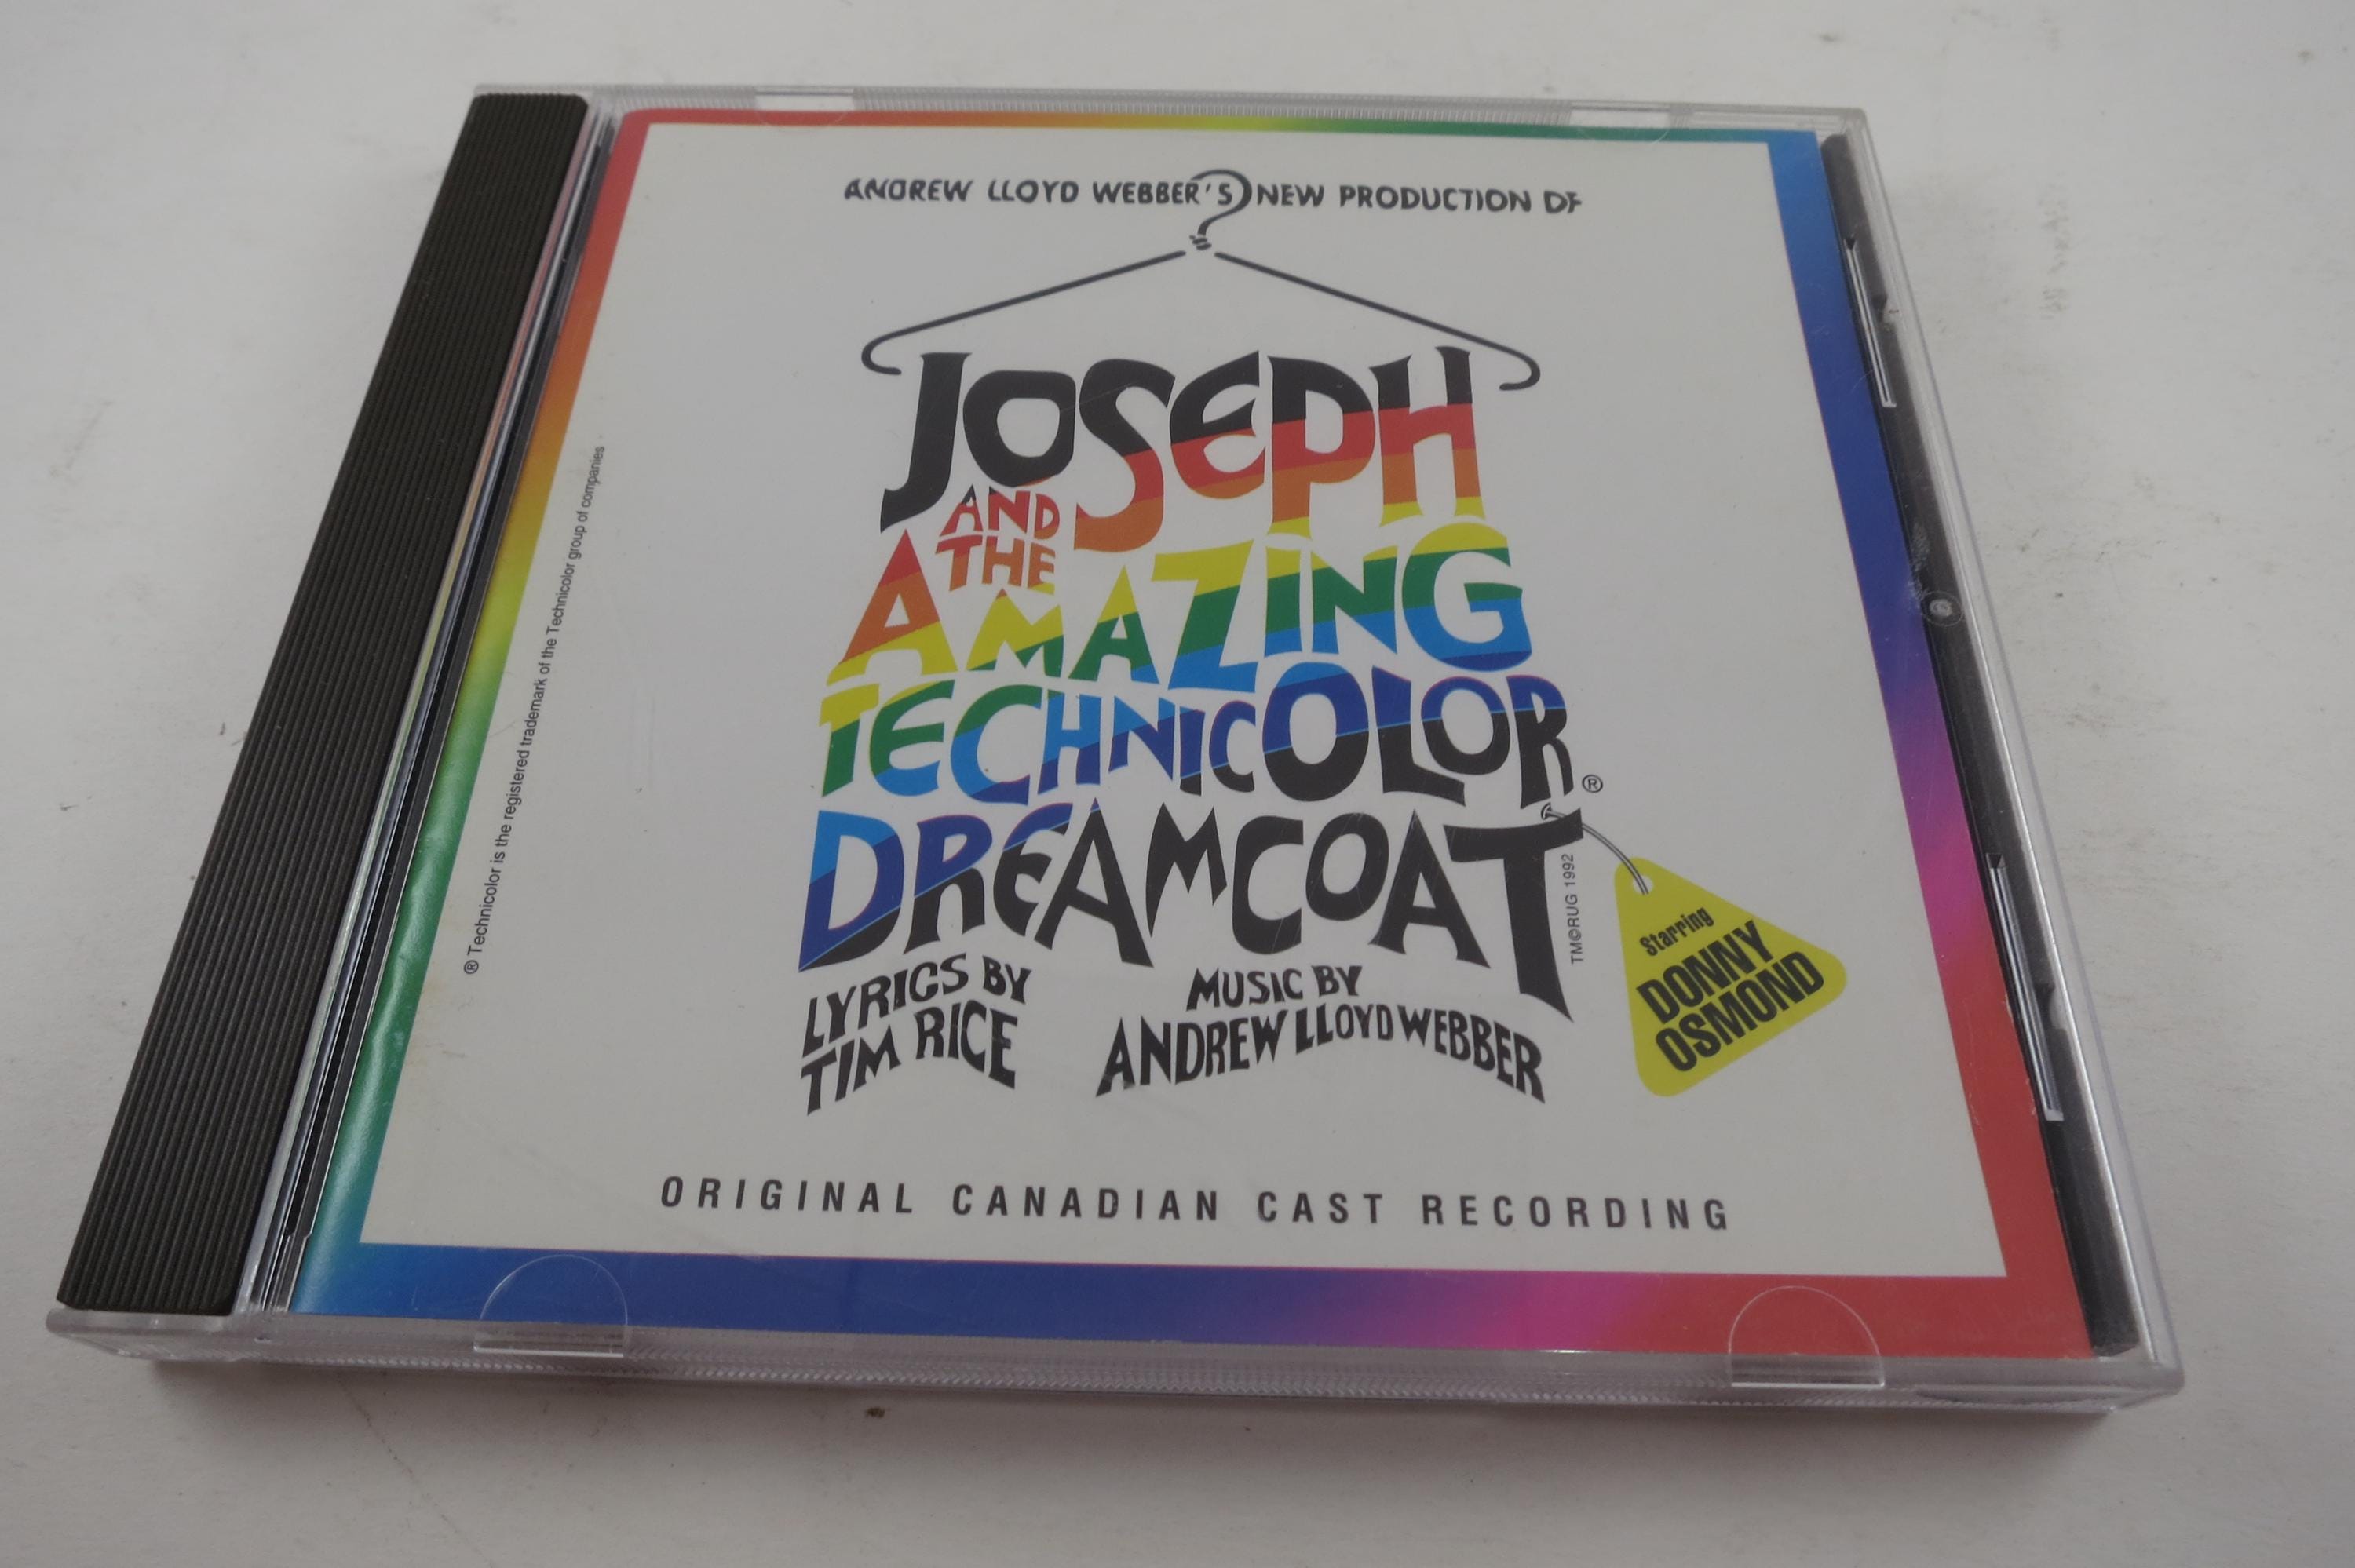 ANDREW LLOYD WEBBER'S NEW PRODUCTION OF
JOSEPH
AND
THE
AMAZING
TECHNICOLOR®
DREAMCOAT
TM©RUG 1992
LYRICS BY
TIM RICE
MUSIC BY
ANDREW LLOYD WEBBER
Starring
DONNY
OSMOND
ORIGINAL CANADIAN CAST RECORDING
® Technicolor is the registered trademark of the Technicolor group of companies